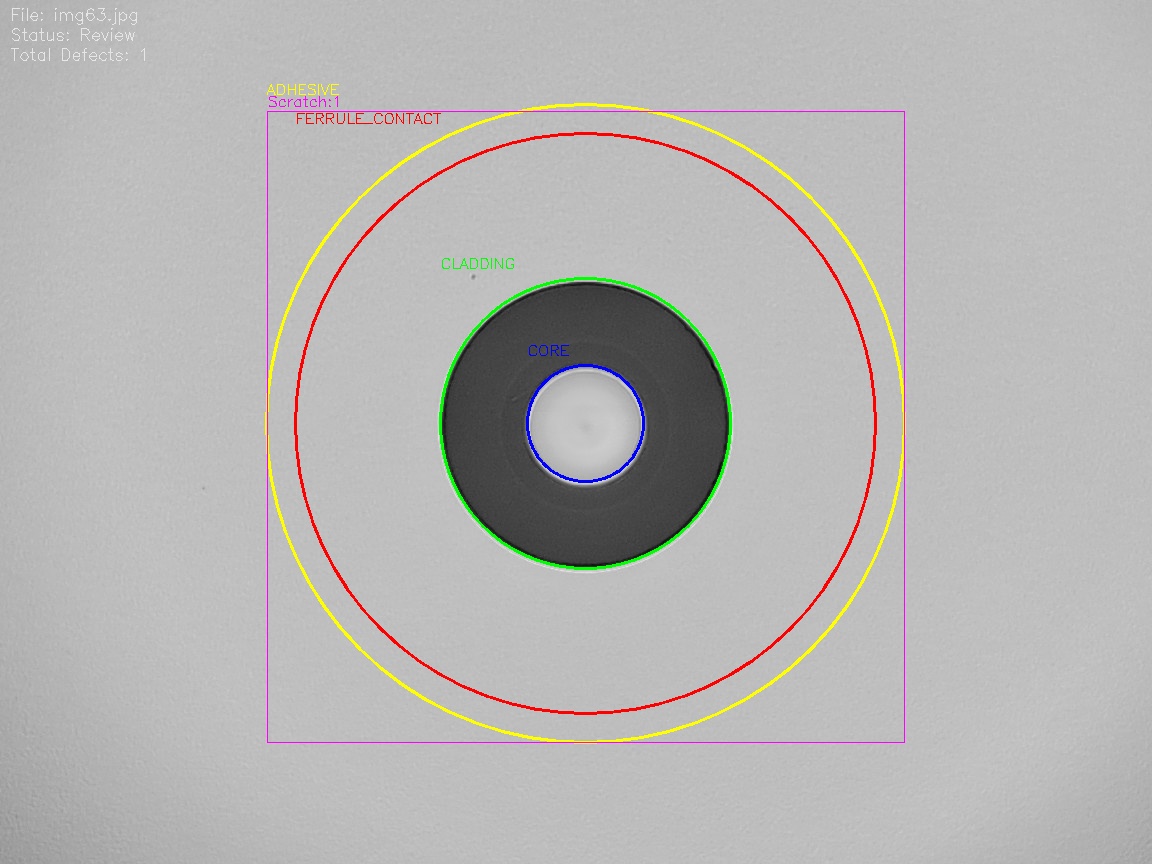 File: img63.jpg
Status: Review
Total Defects: 1
ADHESIVE
Scratch:1
FERRULE_CONTACT
CLADDING
CORE